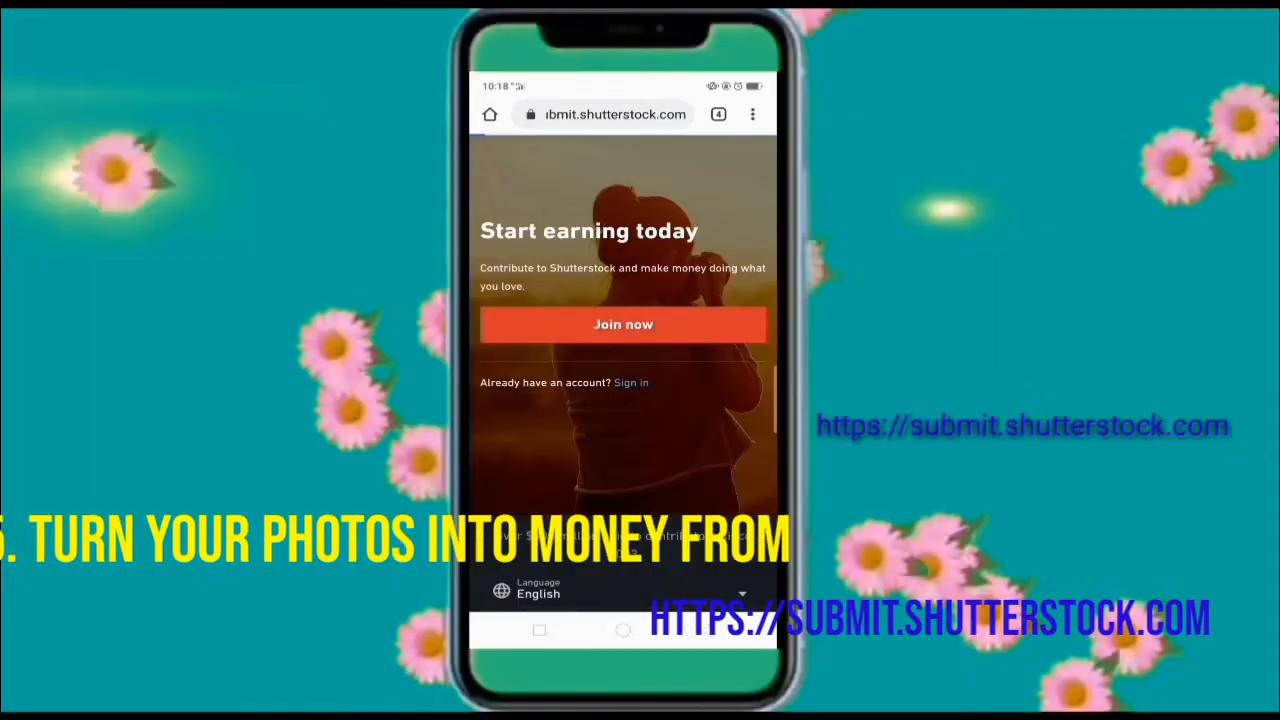 10:18
ubmit.shutterstock.com
4
Start earning today
Contribute to Shutterstock and make money doing what
you love.
Join now
Already have an account? Sign in
https://submit.shutterstock.com
5. TURN YOUR PHOTOS INTO MONEY FROM
Language
English
HTTPS://SUBMIT.SHUTTERSTOCK.COM